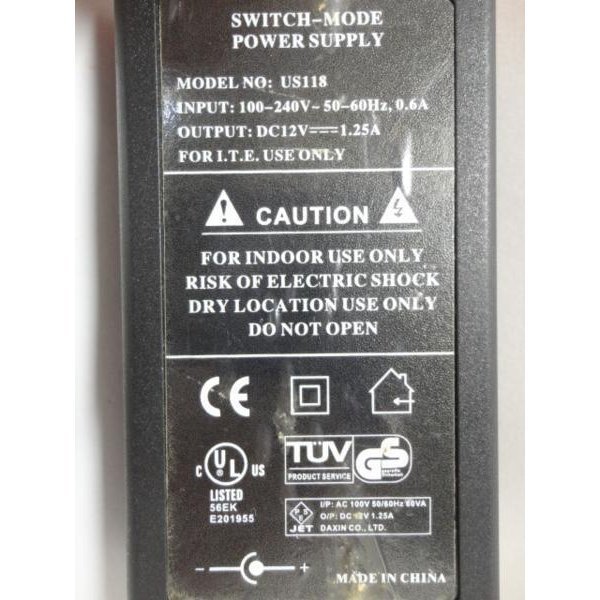 SWITCH-MODE
POWER SUPPLY
MODEL NO: US118
INPUT: 100-240V~ 50-60Hz, 0.6A
OUTPUT: DC12V⎓1.25A
FOR I.T.E. USE ONLY
CAUTION
FOR INDOOR USE ONLY
RISK OF ELECTRIC SHOCK
DRY LOCATION USE ONLY
DO NOT OPEN
CE
C UL US
LISTED
56EK
E201955
TÜV
PRODUCT SERVICE
GS
I/P: AC 100V 50/60Hz 60VA
O/P: DC 12V 1.25A
DAXIN CO., LTD.
JET
MADE IN CHINA